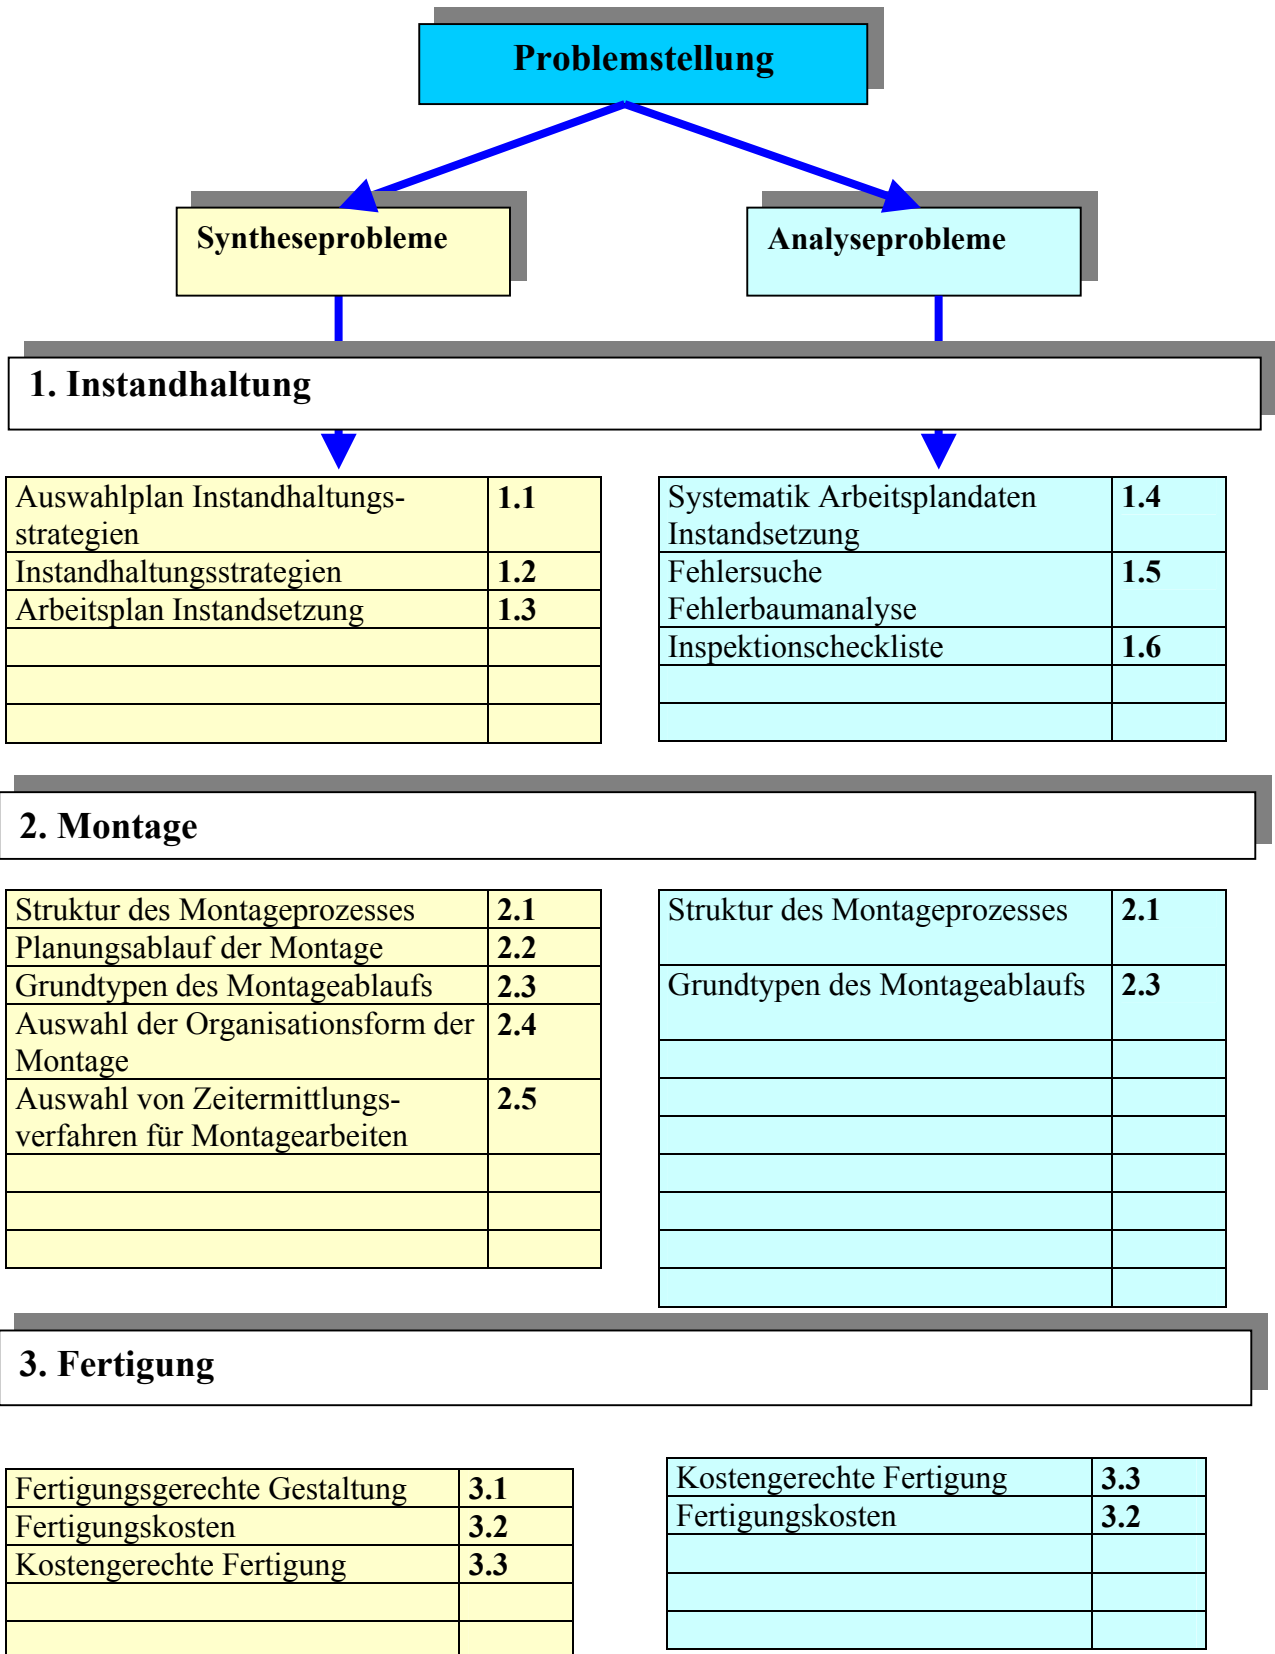 Problemstellung
Syntheseprobleme
Analyseprobleme
1. Instandhaltung
Auswahlplan Instandhaltungs- 1.1
strategien
Instandhaltungsstrategien 1.2
Arbeitsplan Instandsetzung 1.3
Systematik Arbeitsplandaten 1.4
Instandsetzung
Fehlersuche 1.5
Fehlerbaumanalyse
Inspektionscheckliste 1.6
2. Montage
Struktur des Montageprozesses 2.1
Planungsablauf der Montage 2.2
Grundtypen des Montageablaufs 2.3
Auswahl der Organisationsform der 2.4
Montage
Auswahl von Zeitermittlungs- 2.5
verfahren für Montagearbeiten
Struktur des Montageprozesses 2.1
Grundtypen des Montageablaufs 2.3
3. Fertigung
Fertigungsgerechte Gestaltung 3.1
Fertigungskosten 3.2
Kostengerechte Fertigung 3.3
Kostengerechte Fertigung 3.3
Fertigungskosten 3.2